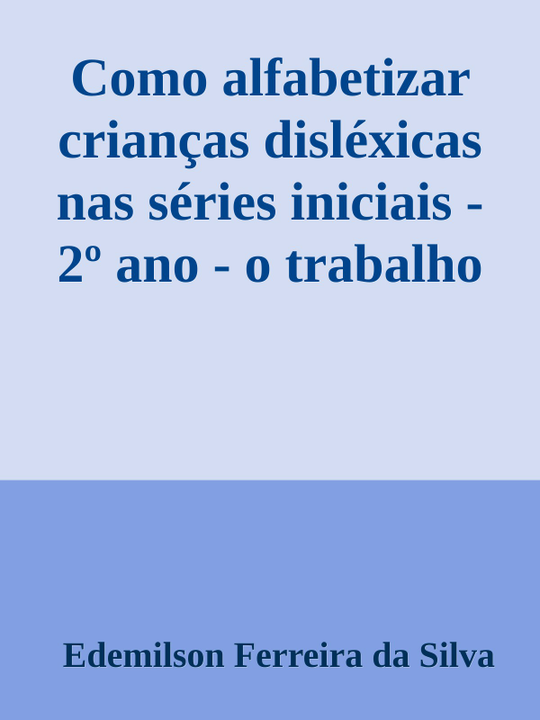 Como alfabetizar
crianças disléxicas
nas séries iniciais -
2º ano - o trabalho
Edemilson Ferreira da Silva